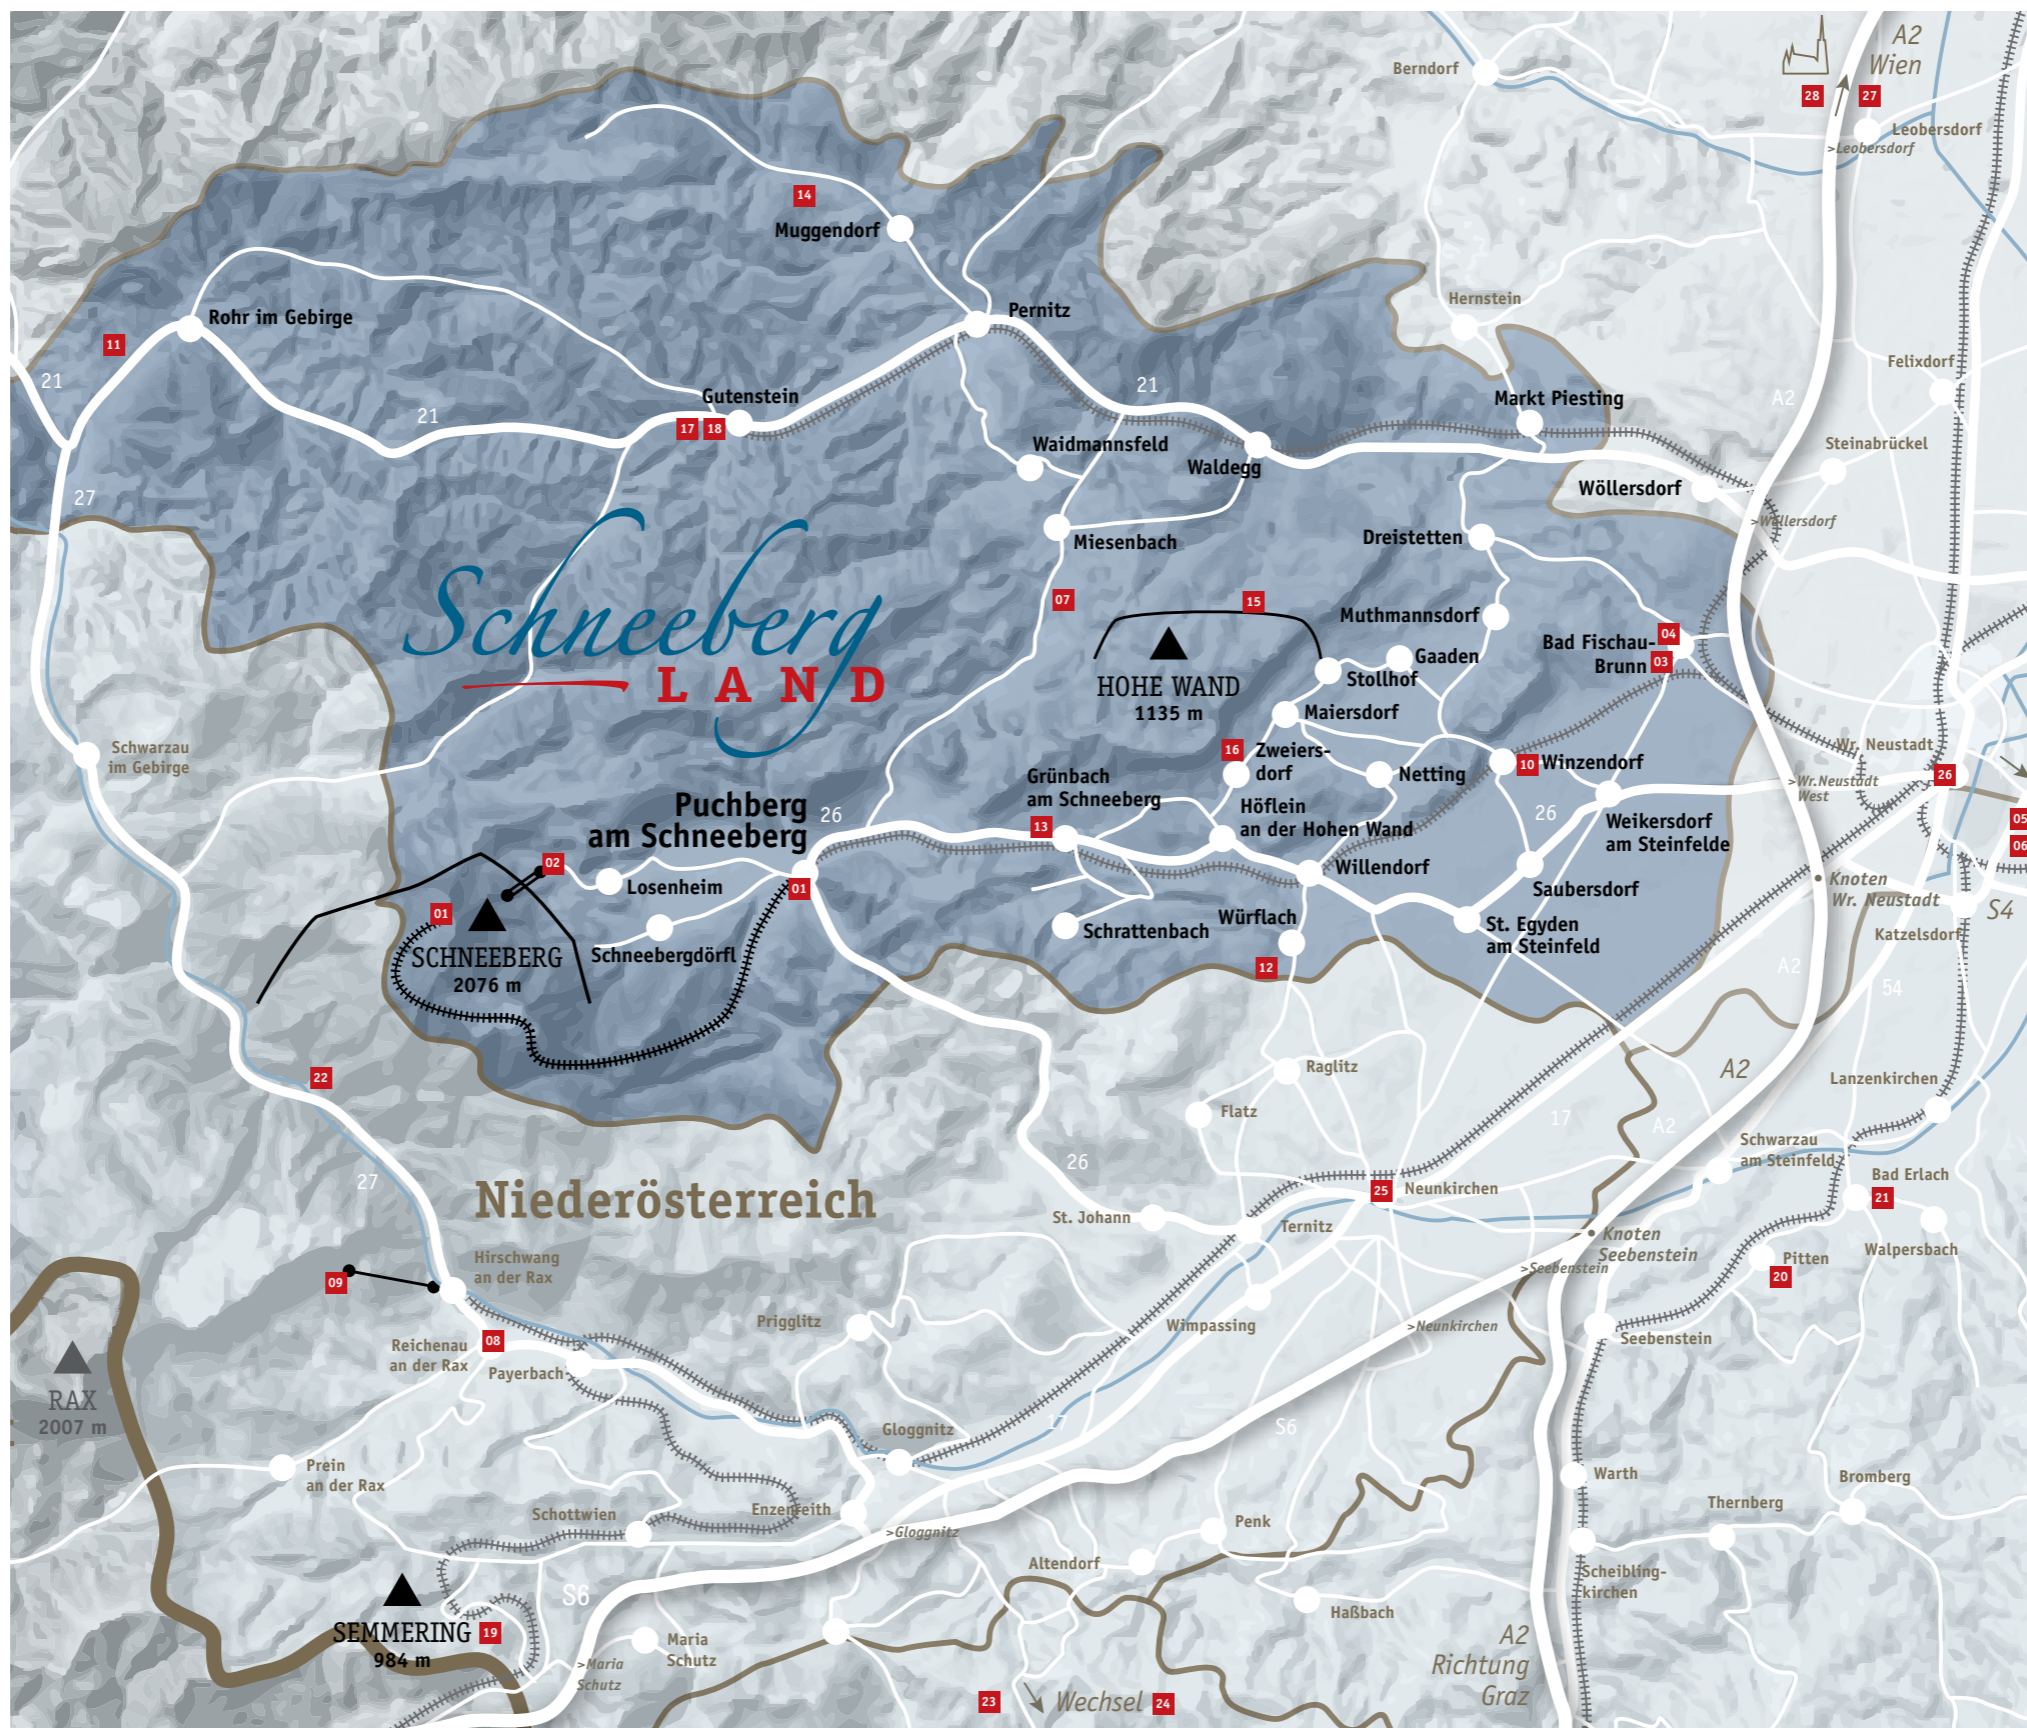 A2
Wien
28
27
Berndorf
Leobersdorf
>Leobersdorf
14
Muggendorf
Hernstein
Pernitz
Rohr im Gebirge
11
21
21
Gutenstein
17
18
21
Markt Piesting
A2
Felixdorf
Steinabrückel
Waidmannsfeld
Waldegg
Wöllersdorf
>Wöllersdorf
27
Miesenbach
Dreistetten
Schneeberg
LAND
07
15
Muthmannsdorf
HOHE WAND
1135 m
Gaaden
Stollhof
Bad Fischau-
Brunn
04
03
Maiersdorf
16
Zweiers-
dorf
Netting
10
Winzendorf
Schwarzau
im Gebirge
Wr. Neustadt
26
>Wr.Neustadt
West
05
06
Grünbach
am Schneeberg
13
Höflein
an der Hohen Wand
26
Weikersdorf
am Steinfelde
Puchberg
am Schneeberg
26
02
Losenheim
01
01
SCHNEEBERG
2076 m
Schneebergdörfl
Willendorf
Saubersdorf
Schrattenbach
Würflach
12
St. Egyden
am Steinfeld
Knoten
Wr. Neustadt
S4
Katzelsdorf
A2
54
22
Raglitz
Flatz
A2
17
A2
Lanzenkirchen
Schwarzau
am Steinfeld
Bad Erlach
21
Walpersbach
27
26
Niederösterreich
St. Johann
Ternitz
25
Neunkirchen
Knoten
Seebenstein
>Seebenstein
Pitten
20
Hirschwang
an der Rax
09
08
Reichenau
an der Rax
Payerbach
Prigglitz
Wimpassing
>Neunkirchen
Seebenstein
RAX
2007 m
Gloggnitz
17
S6
Prein
an der Rax
Schottwien
Enzenreith
>Gloggnitz
Warth
Thernberg
Bromberg
Penk
Altendorf
Scheibling-
kirchen
Haßbach
S6
SEMMERING
984 m
19
Maria
Schutz
>Maria
Schutz
23
Wechsel
24
A2
Richtung
Graz